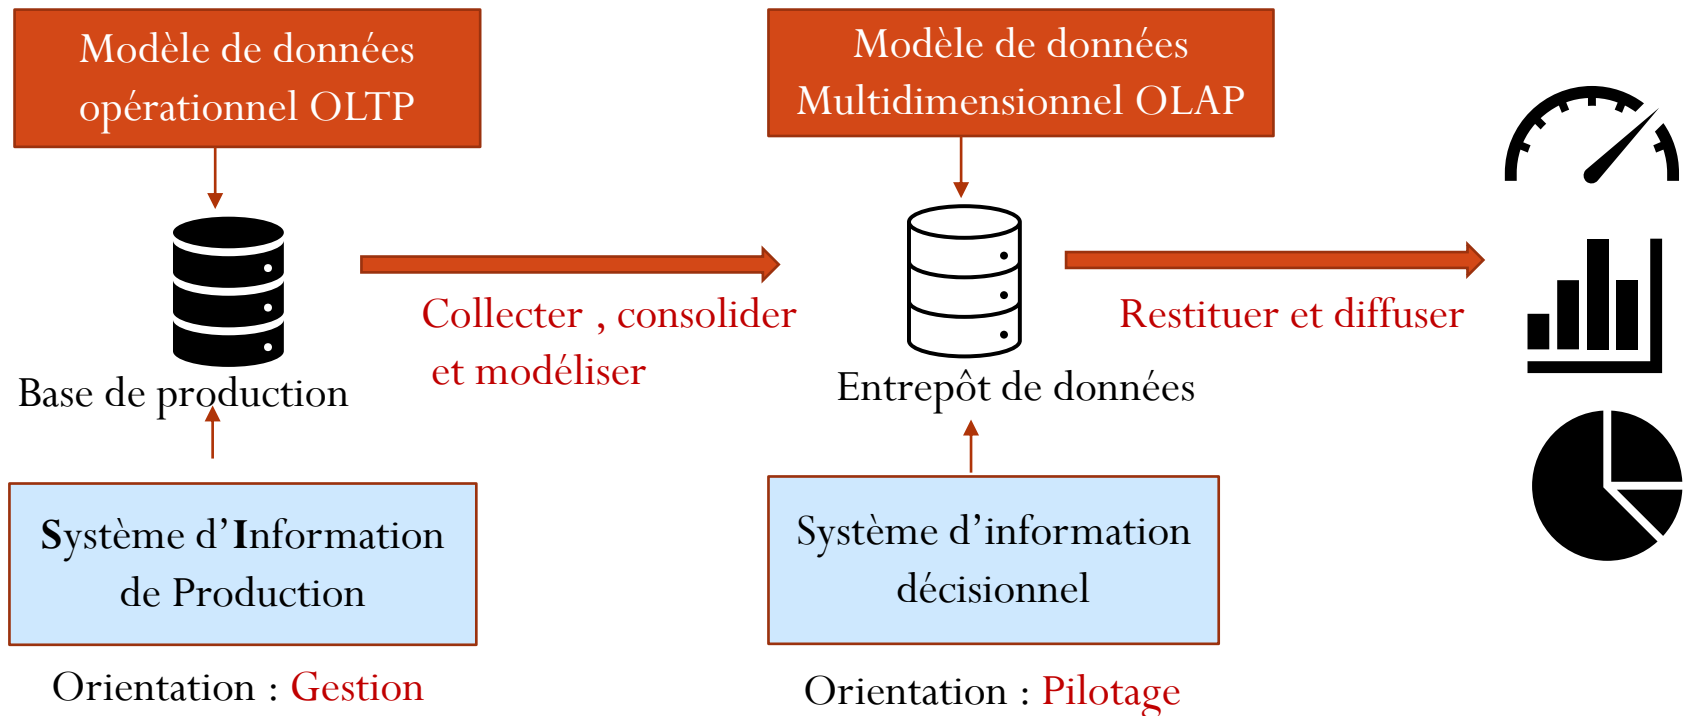 Modèle de données
opérationnel OLTP
Modèle de données
Multidimensionnel OLAP
Collecter , consolider
et modéliser
Restituer et diffuser
Base de production
Entrepôt de données
Système d’Information
de Production
Système d’information
décisionnel
Orientation : Gestion
Orientation : Pilotage